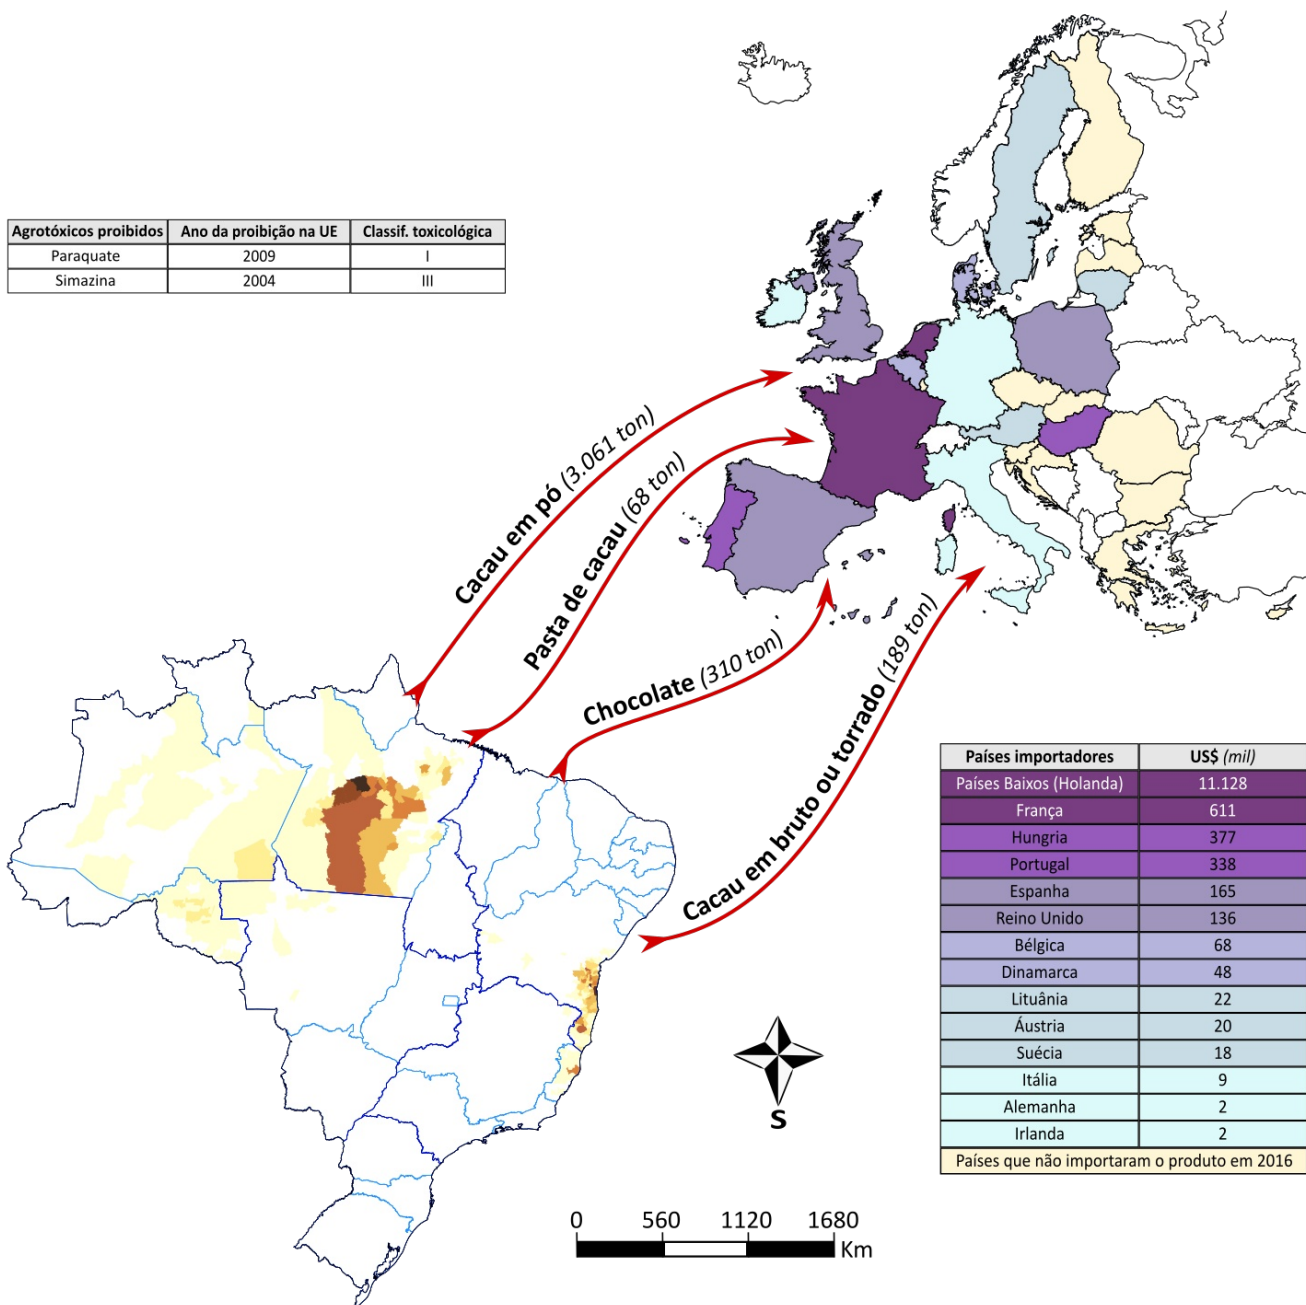 Agrotóxicos proibidos Ano da proibição na UE Classif. toxicológica
Paraquate 2009 I
Simazina 2004 III
Cacau em pó (3.061 ton)
Pasta de cacau (68 ton)
Chocolate (310 ton)
Cacau em bruto ou torrado (189 ton)
Países importadores US$ (mil)
Países Baixos (Holanda) 11.128
França 611
Hungria 377
Portugal 338
Espanha 165
Reino Unido 136
Bélgica 68
Dinamarca 48
Lituânia 22
Áustria 20
Suécia 18
Itália 9
Alemanha 2
Irlanda 2
Países que não importaram o produto em 2016
S
0 560 1120 1680
Km